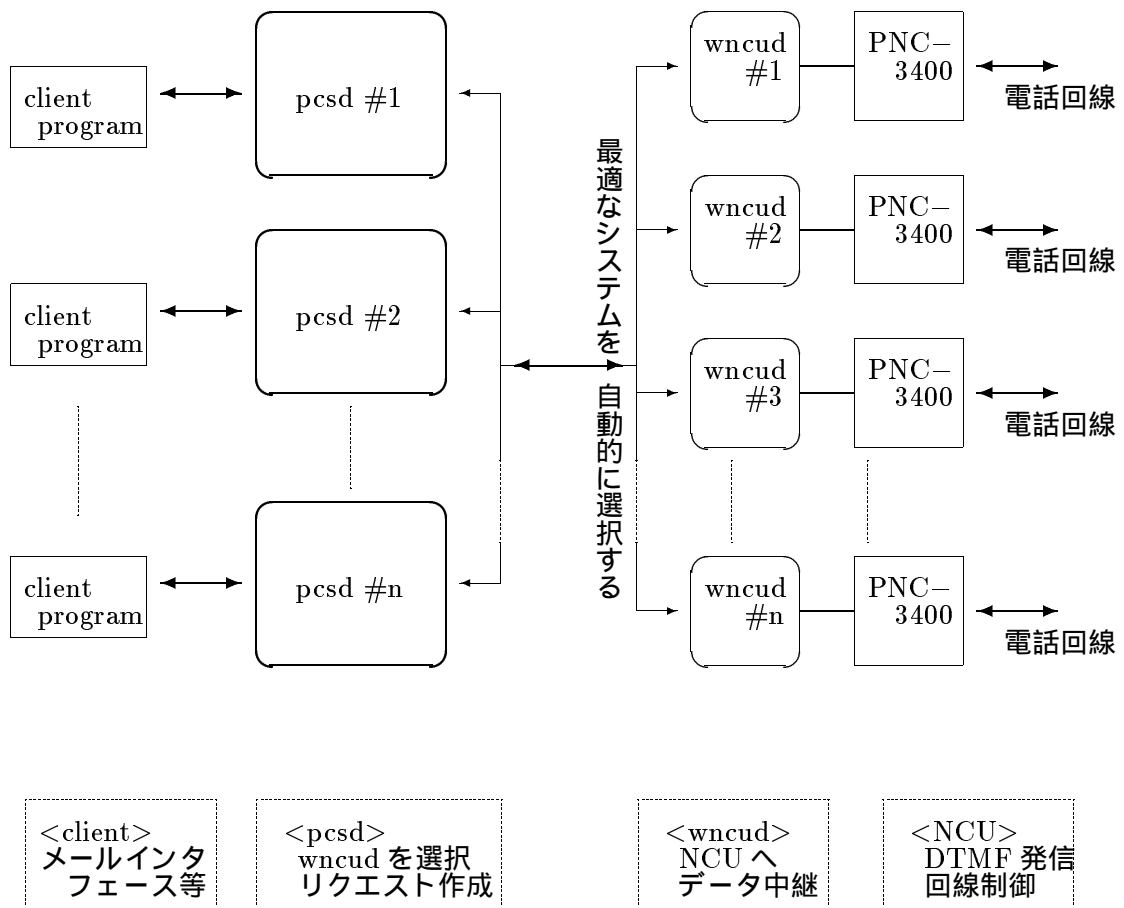 client
program
pcsd #1
wncud
#1
PNC−
3400
電話回線
client
program
pcsd #2
wncud
#2
PNC−
3400
電話回線
最適なシステムを
自動的に選択する
wncud
#3
PNC−
3400
電話回線
client
program
pcsd #n
wncud
#n
PNC−
3400
電話回線
<client>
メールインタ
フェース等
<pcsd>
wncud を選択
リクエスト作成
<wncud>
NCU へ
データ中継
<NCU>
DTMF 発信
回線制御